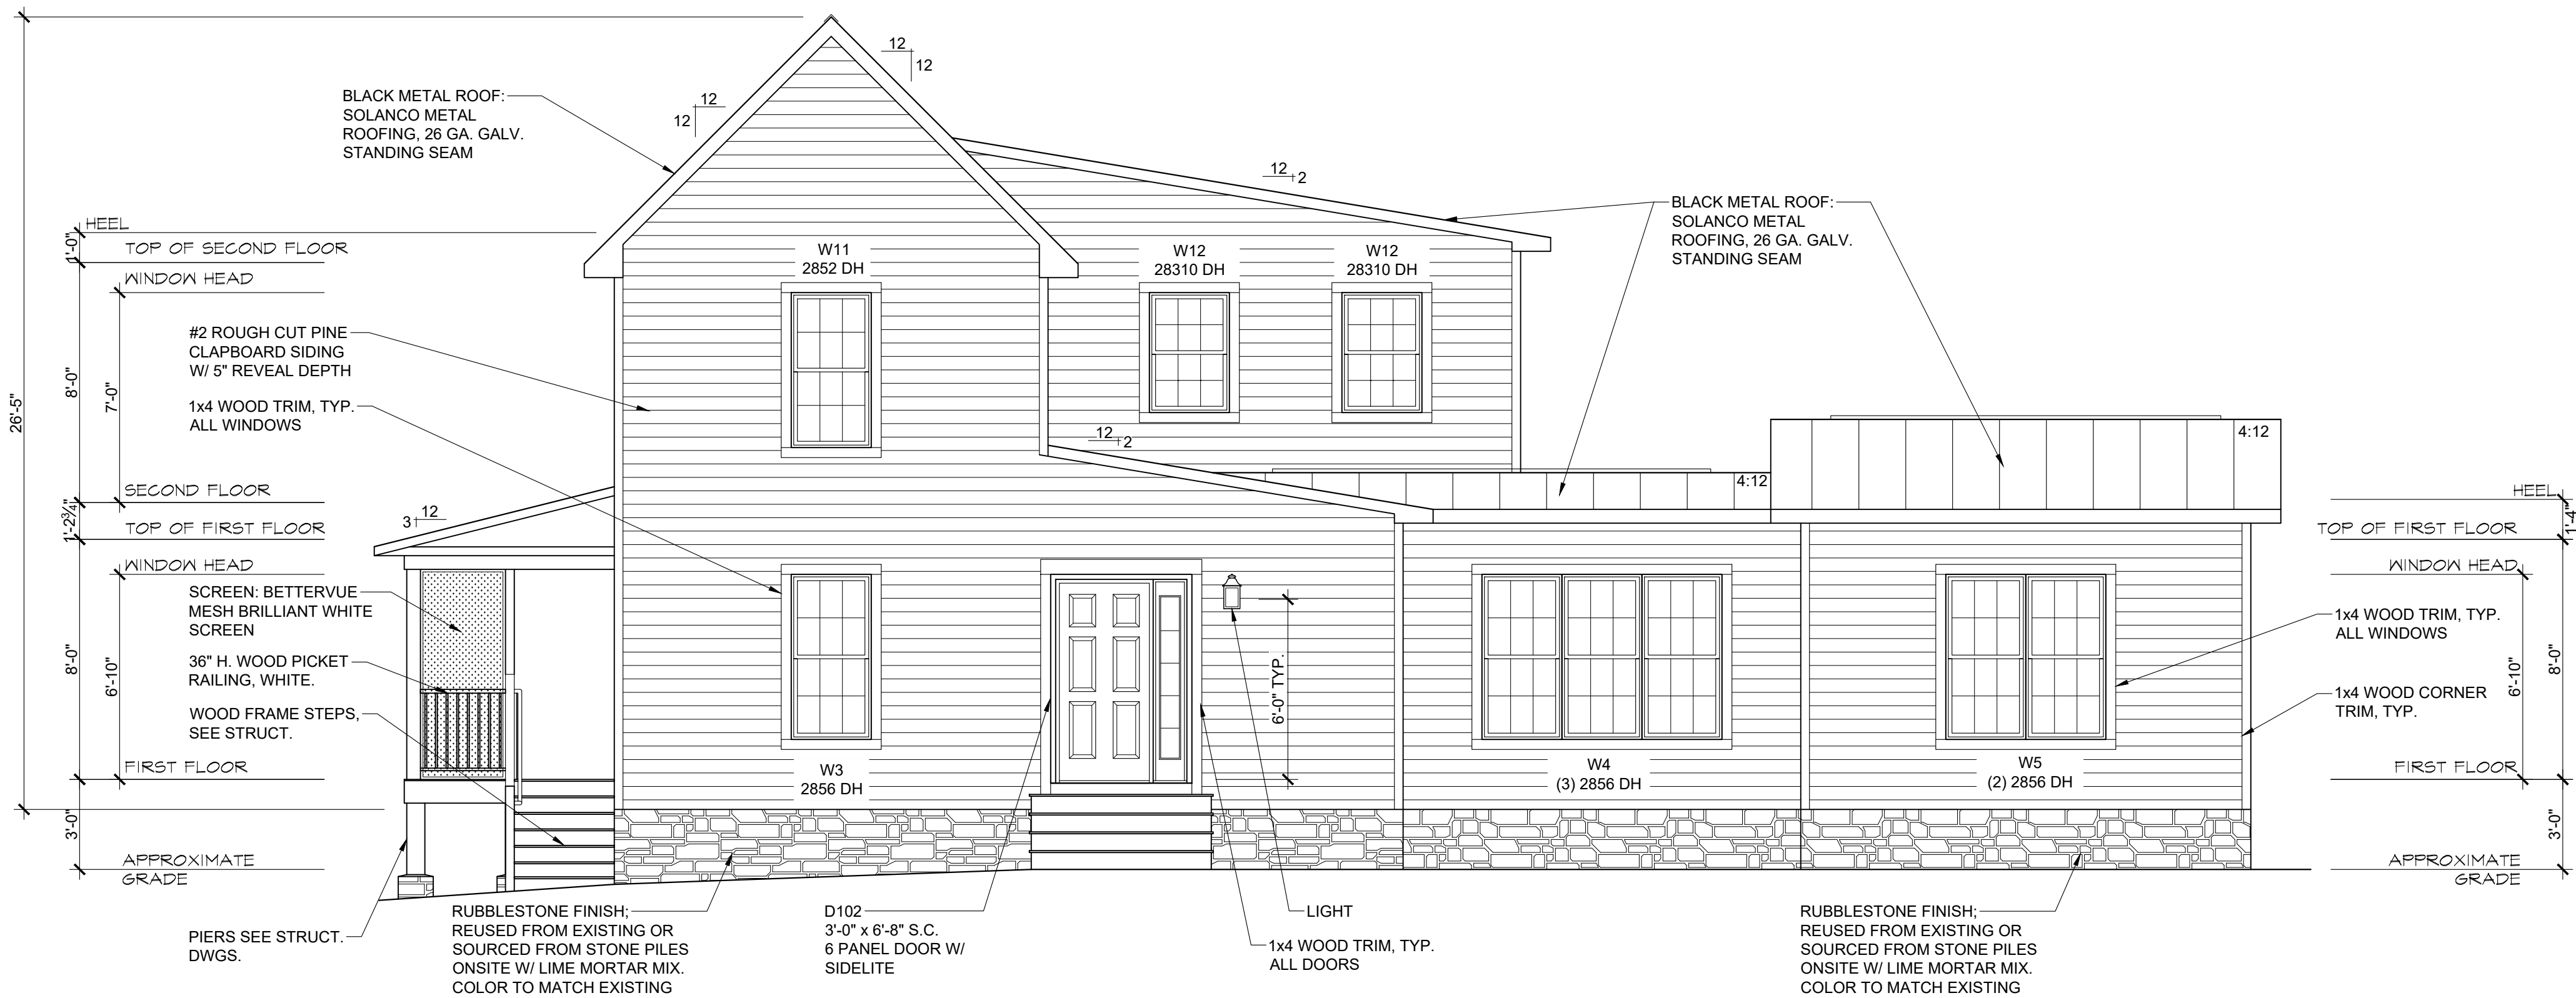 12
12
12
12
BLACK METAL ROOF:
SOLANCO METAL
ROOFING, 26 GA. GALV.
STANDING SEAM
12
2
BLACK METAL ROOF:
SOLANCO METAL
ROOFING, 26 GA. GALV.
STANDING SEAM
HEEL
1'-0"
TOP OF SECOND FLOOR
WINDOW HEAD
W11
2852 DH
W12
28310 DH
W12
28310 DH
#2 ROUGH CUT PINE
CLAPBOARD SIDING
W/ 5" REVEAL DEPTH
1x4 WOOD TRIM, TYP.
ALL WINDOWS
26'-5"
8'-0"
7'-0"
12
2
4:12
4:12
SECOND FLOOR
1'-2¾"
TOP OF FIRST FLOOR
3
12
WINDOW HEAD
SCREEN: BETTERVUE
MESH BRILLIANT WHITE
SCREEN
36" H. WOOD PICKET
RAILING, WHITE.
WOOD FRAME STEPS,
SEE STRUCT.
8'-0"
6'-10"
FIRST FLOOR
3'-0"
APPROXIMATE
GRADE
6'-0" TYP.
W3
2856 DH
W4
(3) 2856 DH
W5
(2) 2856 DH
HEEL
1'-4"
TOP OF FIRST FLOOR
WINDOW HEAD
1x4 WOOD TRIM, TYP.
ALL WINDOWS
1x4 WOOD CORNER
TRIM, TYP.
6'-10"
8'-0"
FIRST FLOOR
3'-0"
APPROXIMATE
GRADE
PIERS SEE STRUCT.
DWGS.
RUBBLESTONE FINISH;
REUSED FROM EXISTING OR
SOURCED FROM STONE PILES
ONSITE W/ LIME MORTAR MIX.
COLOR TO MATCH EXISTING
D102
3'-0" x 6'-8" S.C.
6 PANEL DOOR W/
SIDELITE
LIGHT
1x4 WOOD TRIM, TYP.
ALL DOORS
RUBBLESTONE FINISH;
REUSED FROM EXISTING OR
SOURCED FROM STONE PILES
ONSITE W/ LIME MORTAR MIX.
COLOR TO MATCH EXISTING